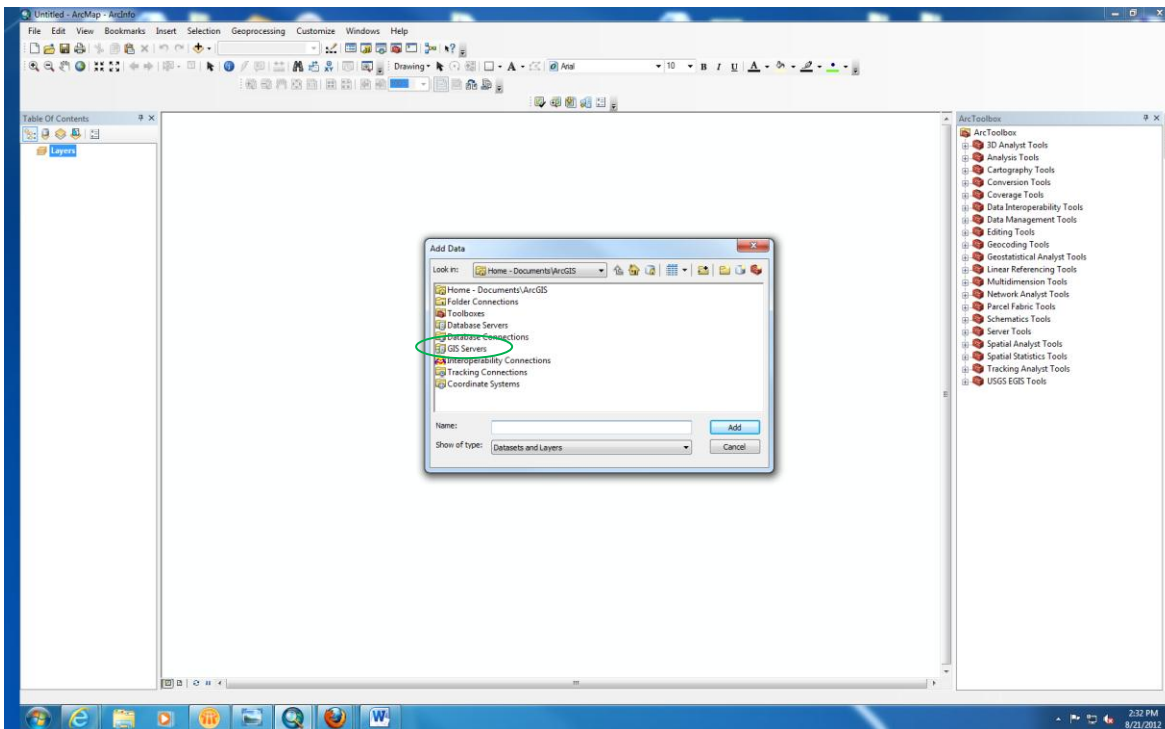 Untitled - ArcMap - ArcInfo
File Edit View Bookmarks Insert Selection Geoprocessing Customize Windows Help
Drawing A Arial 10 B I U A
Table Of Contents
Layers
ArcToolbox
ArcToolbox
3D Analyst Tools
Analysis Tools
Cartography Tools
Conversion Tools
Coverage Tools
Data Interoperability Tools
Data Management Tools
Editing Tools
Geocoding Tools
Geostatistical Analyst Tools
Linear Referencing Tools
Multidimension Tools
Network Analyst Tools
Parcel Fabric Tools
Schematics Tools
Server Tools
Spatial Analyst Tools
Spatial Statistics Tools
Tracking Analyst Tools
USGS EGIS Tools
Add Data
Look in: Home - Documents\ArcGIS
Home - Documents\ArcGIS
Folder Connections
Toolboxes
Database Servers
Database Connections
GIS Servers
Interoperability Connections
Tracking Connections
Coordinate Systems
Name:
Add
Show of type: Datasets and Layers
Cancel
2:32 PM
8/21/2012